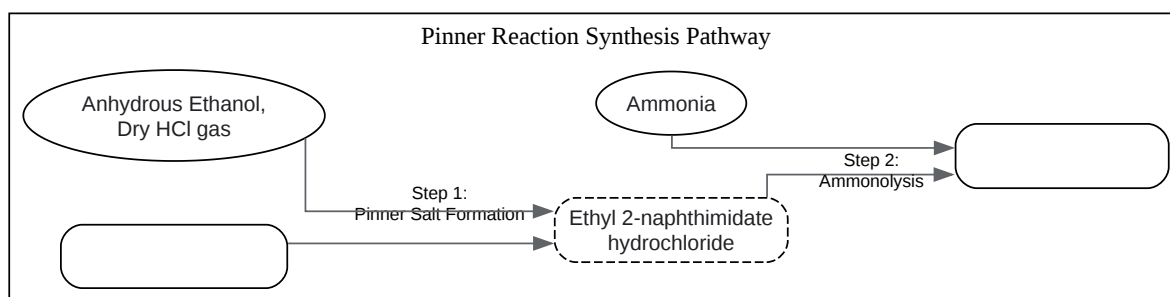 Pinner Reaction Synthesis Pathway
Anhydrous Ethanol,
Dry HCl gas
Ammonia
Step 1:
Pinner Salt Formation
Step 2:
Ammonolysis
Ethyl 2-naphthimidate
hydrochloride